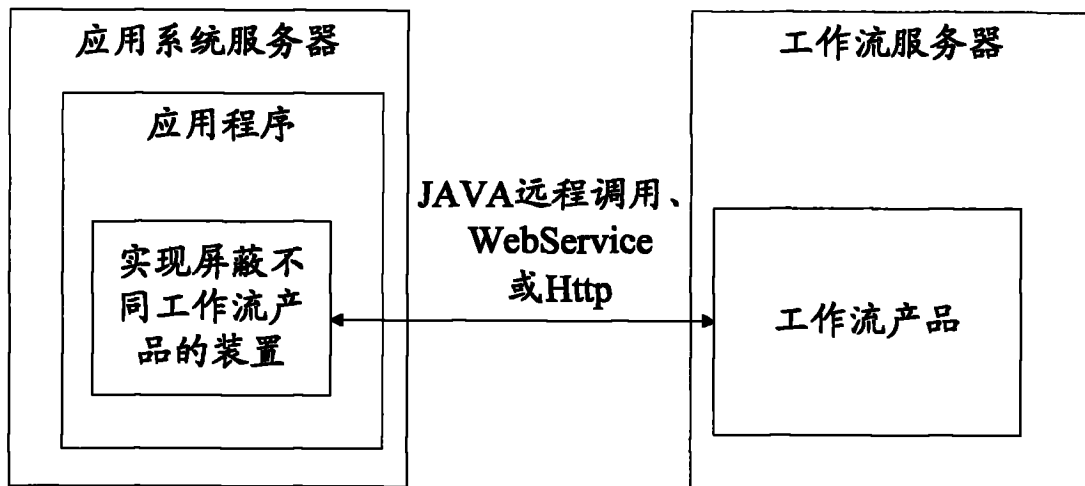 应用系统服务器
应用程序
实现屏蔽不
同工作流产
品的装置
JAVA远程调用、
WebService
或Http
工作流服务器
工作流产品